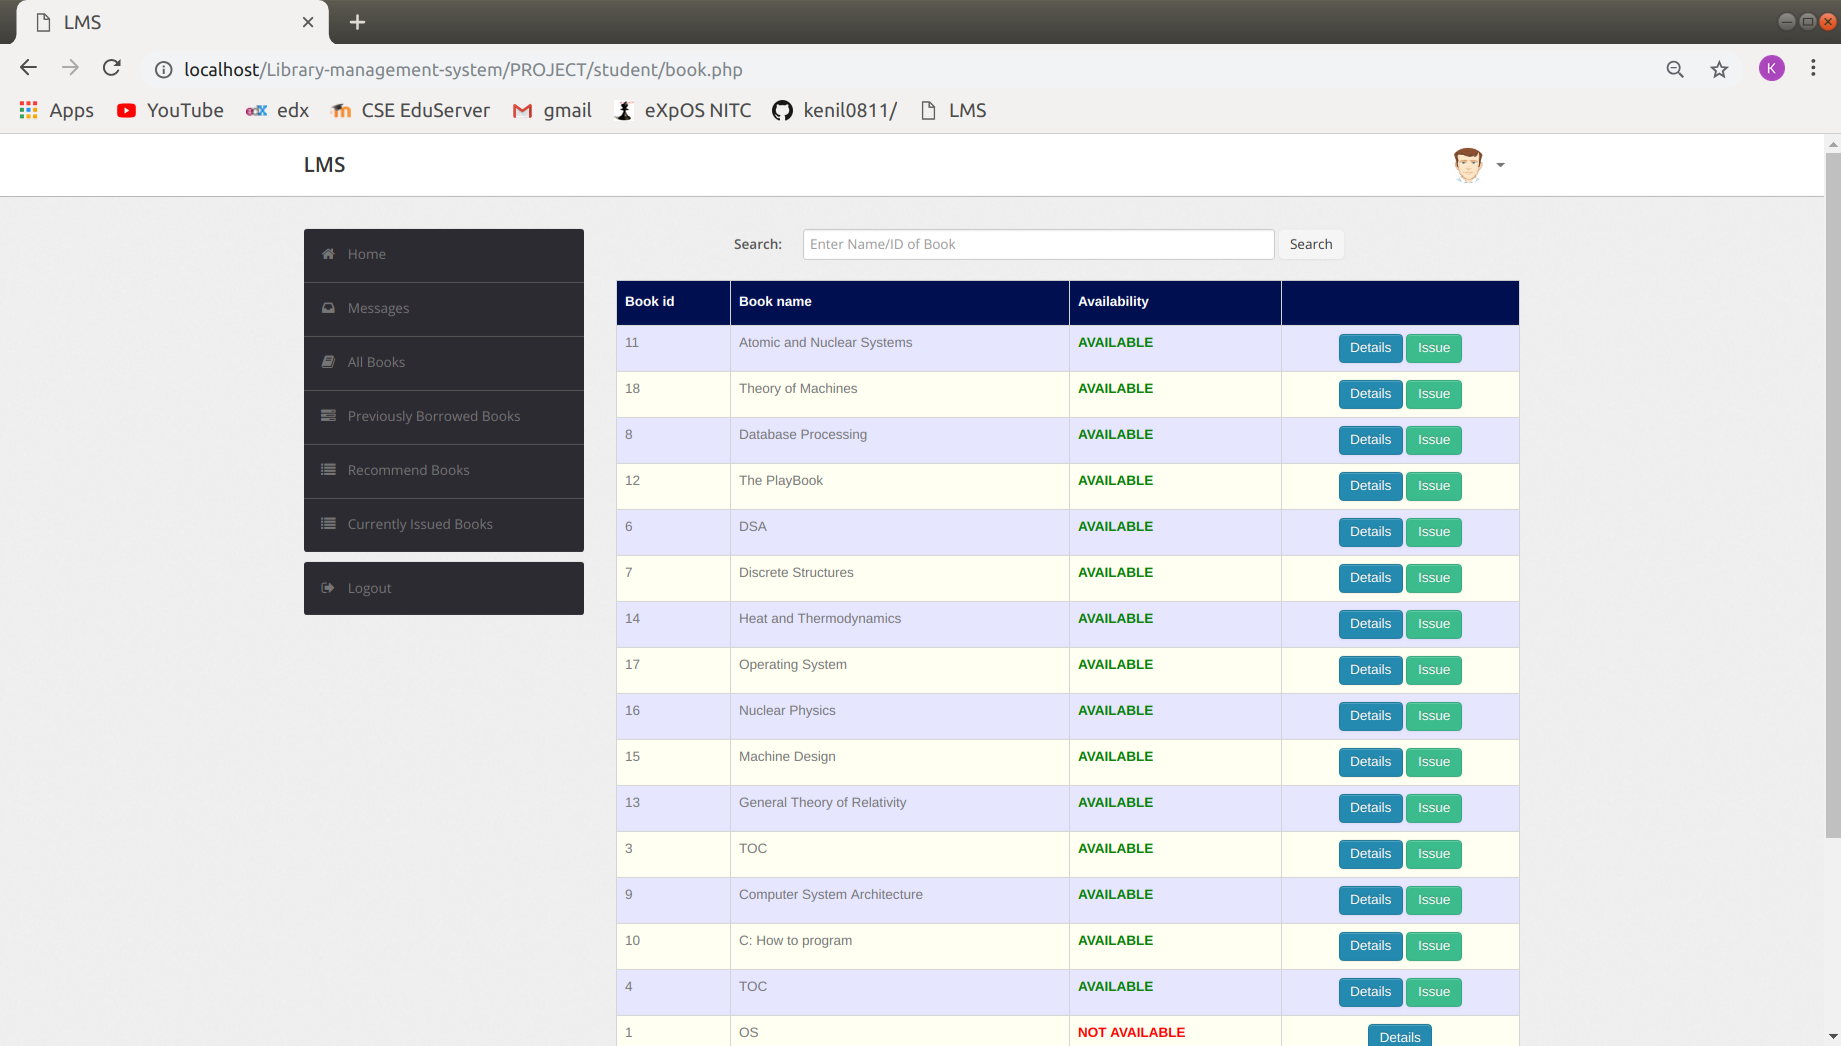 LMS
localhost/Library-management-system/PROJECT/student/book.php
K
Apps YouTube edx CSE EduServer gmail eXpOS NITC kenil0811/ LMS
LMS
Home
Messages
All Books
Previously Borrowed Books
Recommend Books
Currently Issued Books
Logout
Search: Enter Name/ID of Book Search
Book id Book name Availability
11 Atomic and Nuclear Systems AVAILABLE Details Issue
18 Theory of Machines AVAILABLE Details Issue
8 Database Processing AVAILABLE Details Issue
12 The PlayBook AVAILABLE Details Issue
6 DSA AVAILABLE Details Issue
7 Discrete Structures AVAILABLE Details Issue
14 Heat and Thermodynamics AVAILABLE Details Issue
17 Operating System AVAILABLE Details Issue
16 Nuclear Physics AVAILABLE Details Issue
15 Machine Design AVAILABLE Details Issue
13 General Theory of Relativity AVAILABLE Details Issue
3 TOC AVAILABLE Details Issue
9 Computer System Architecture AVAILABLE Details Issue
10 C: How to program AVAILABLE Details Issue
4 TOC AVAILABLE Details Issue
1 OS NOT AVAILABLE Details